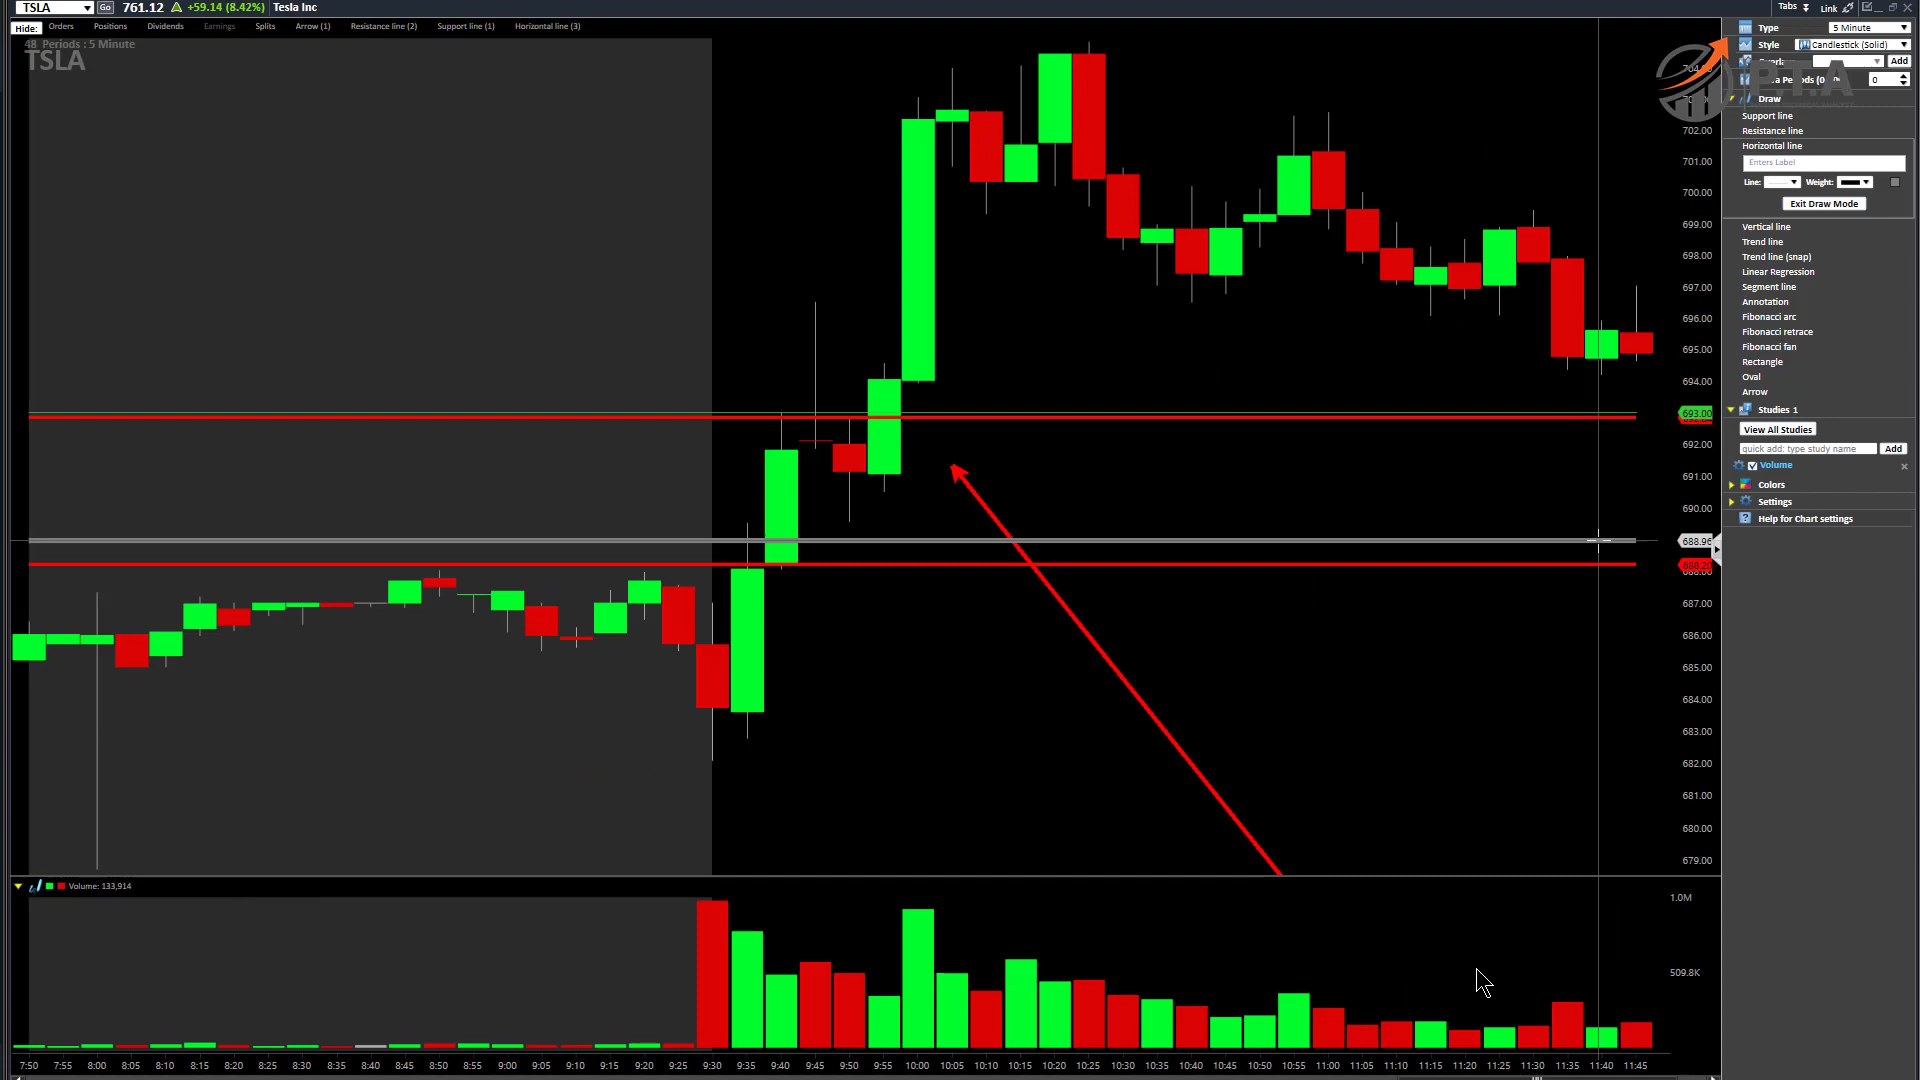 TSLA Go 761.12 +59.14 (8.42%) Tesla Inc Tabs Link
Hide: Orders Positions Dividends Earnings Splits Arrow (1) Resistance line (2) Support line (1) Horizontal line (3)
48 Periods : 5 Minute
TSLA
Type 5 Minute
Style Candlestick (Solid)
Add
0
P.T.A
Draw
Support line
Resistance line
Horizontal line
Enters Label
Line: Weight:
Exit Draw Mode
Vertical line
Trend line
Trend line (snap)
Linear Regression
Segment line
Annotation
Fibonacci arc
Fibonacci retrace
Fibonacci fan
Rectangle
Oval
Arrow
Studies 1
View All Studies
quick add: type study name Add
Volume
Colors
Settings
Help for Chart settings
702.00
701.00
700.00
699.00
698.00
697.00
696.00
695.00
694.00
693.00
692.00
691.00
690.00
688.96
688.20
688.00
687.00
686.00
685.00
684.00
683.00
682.00
681.00
680.00
679.00
Volume: 133,914
1.0M
509.8K
7:50 7:55 8:00 8:05 8:10 8:15 8:20 8:25 8:30 8:35 8:40 8:45 8:50 8:55 9:00 9:05 9:10 9:15 9:20 9:25 9:30 9:35 9:40 9:45 9:50 9:55 10:00 10:05 10:10 10:15 10:20 10:25 10:30 10:35 10:40 10:45 10:50 10:55 11:00 11:05 11:10 11:15 11:20 11:25 11:30 11:35 11:40 11:45